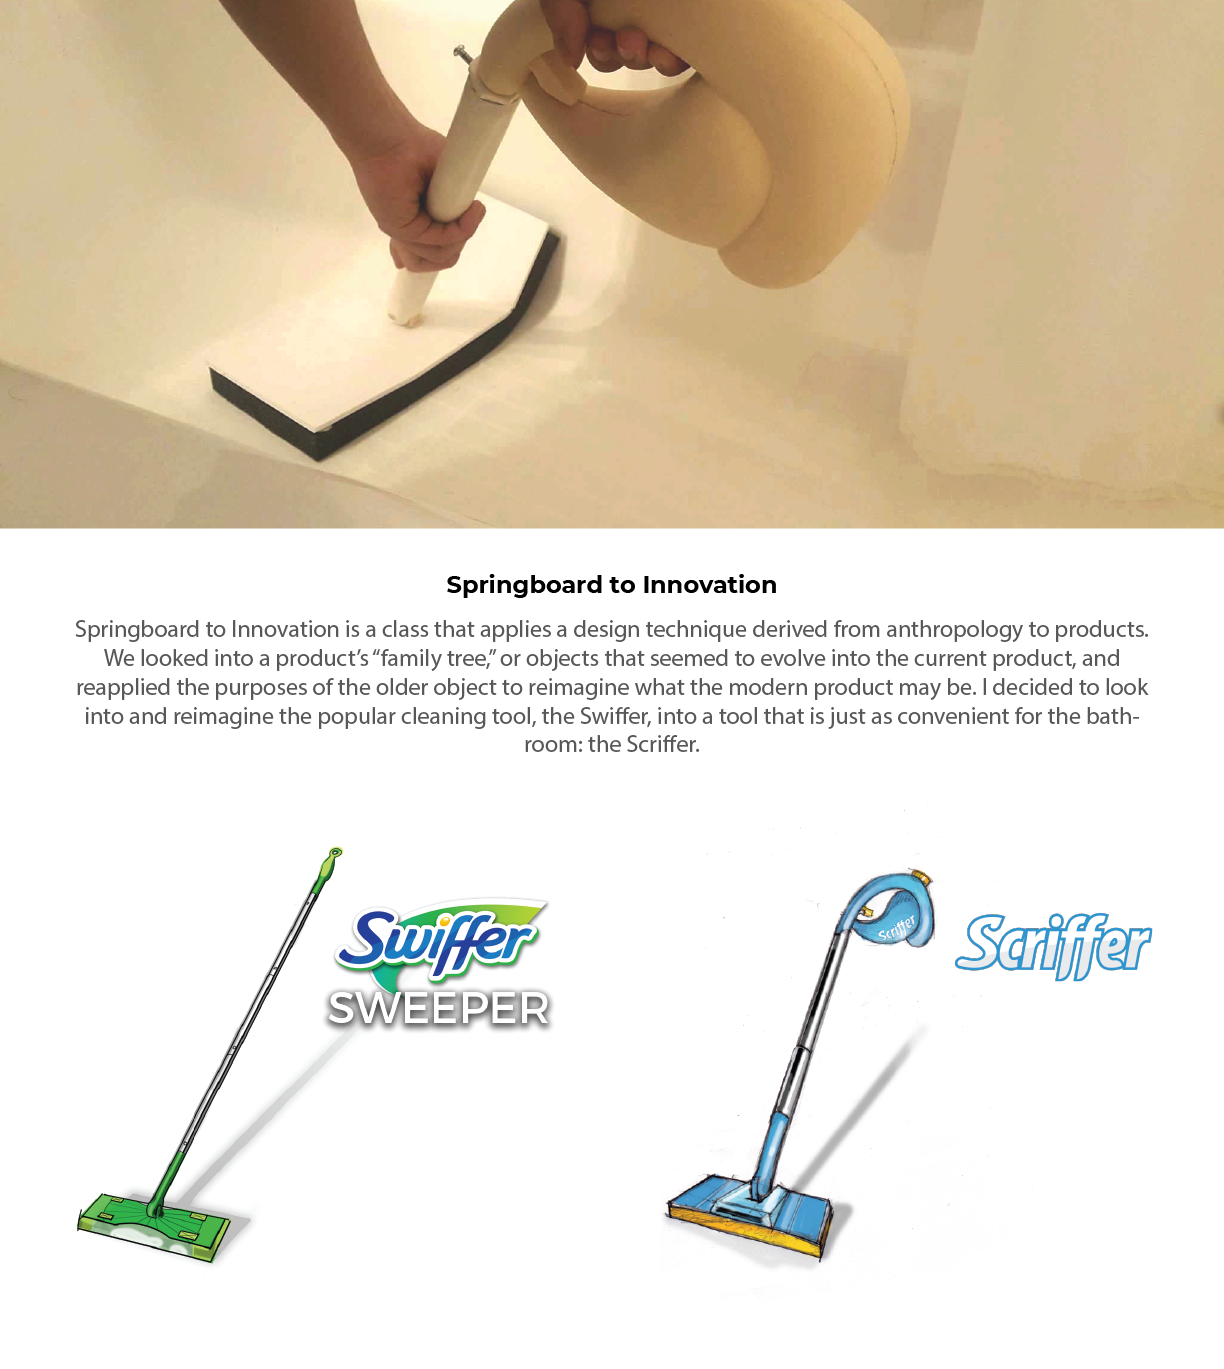 Springboard to Innovation
Springboard to Innovation is a class that applies a design technique derived from anthropology to products.
We looked into a product’s “family tree,” or objects that seemed to evolve into the current product, and
reapplied the purposes of the older object to reimagine what the modern product may be. I decided to look
into and reimagine the popular cleaning tool, the Swiffer, into a tool that is just as convenient for the bath-
room: the Scriffer.
Swiffer
SWEEPER
Scriffer
Scriffer